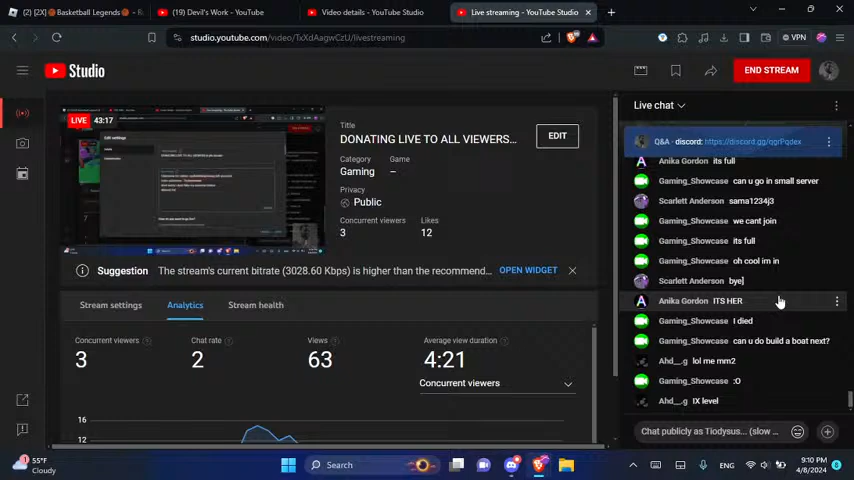 (2) [2X]🏀Basketball Legends🏀 - R
(19) Devil's Work - YouTube
Video details - YouTube Studio
Live streaming - YouTube Studio
studio.youtube.com/video/TxXdAagwCzU/livestreaming
VPN
Studio
END STREAM
LIVE 43:17
Title
DONATING LIVE TO ALL VIEWERS...
EDIT
Category
Game
Gaming
–
Privacy
Public
Concurrent viewers
Likes
3
12
Suggestion
The stream's current bitrate (3028.60 Kbps) is higher than the recommend...
OPEN WIDGET
Stream settings
Analytics
Stream health
Concurrent viewers
Chat rate
Views
Average view duration
3
2
63
4:21
Concurrent viewers
16
12
Live chat
Q&A · discord: https://discord.gg/qgrPqdex
Anika Gordon its full
Gaming_Showcase can u go in small server
Scarlett Anderson sama1234j3
Gaming_Showcase we cant join
Gaming_Showcase its full
Gaming_Showcase oh cool im in
Scarlett Anderson bye]
Anika Gordon ITS HER
Gaming_Showcase I died
Gaming_Showcase can u do build a boat next?
Ahd__.g lol me mm2
Gaming_Showcase :O
Ahd__.g IX level
Chat publicly as Tiodysus... (slow ...
55°F
Cloudy
Search
ENG
9:10 PM
4/8/2024